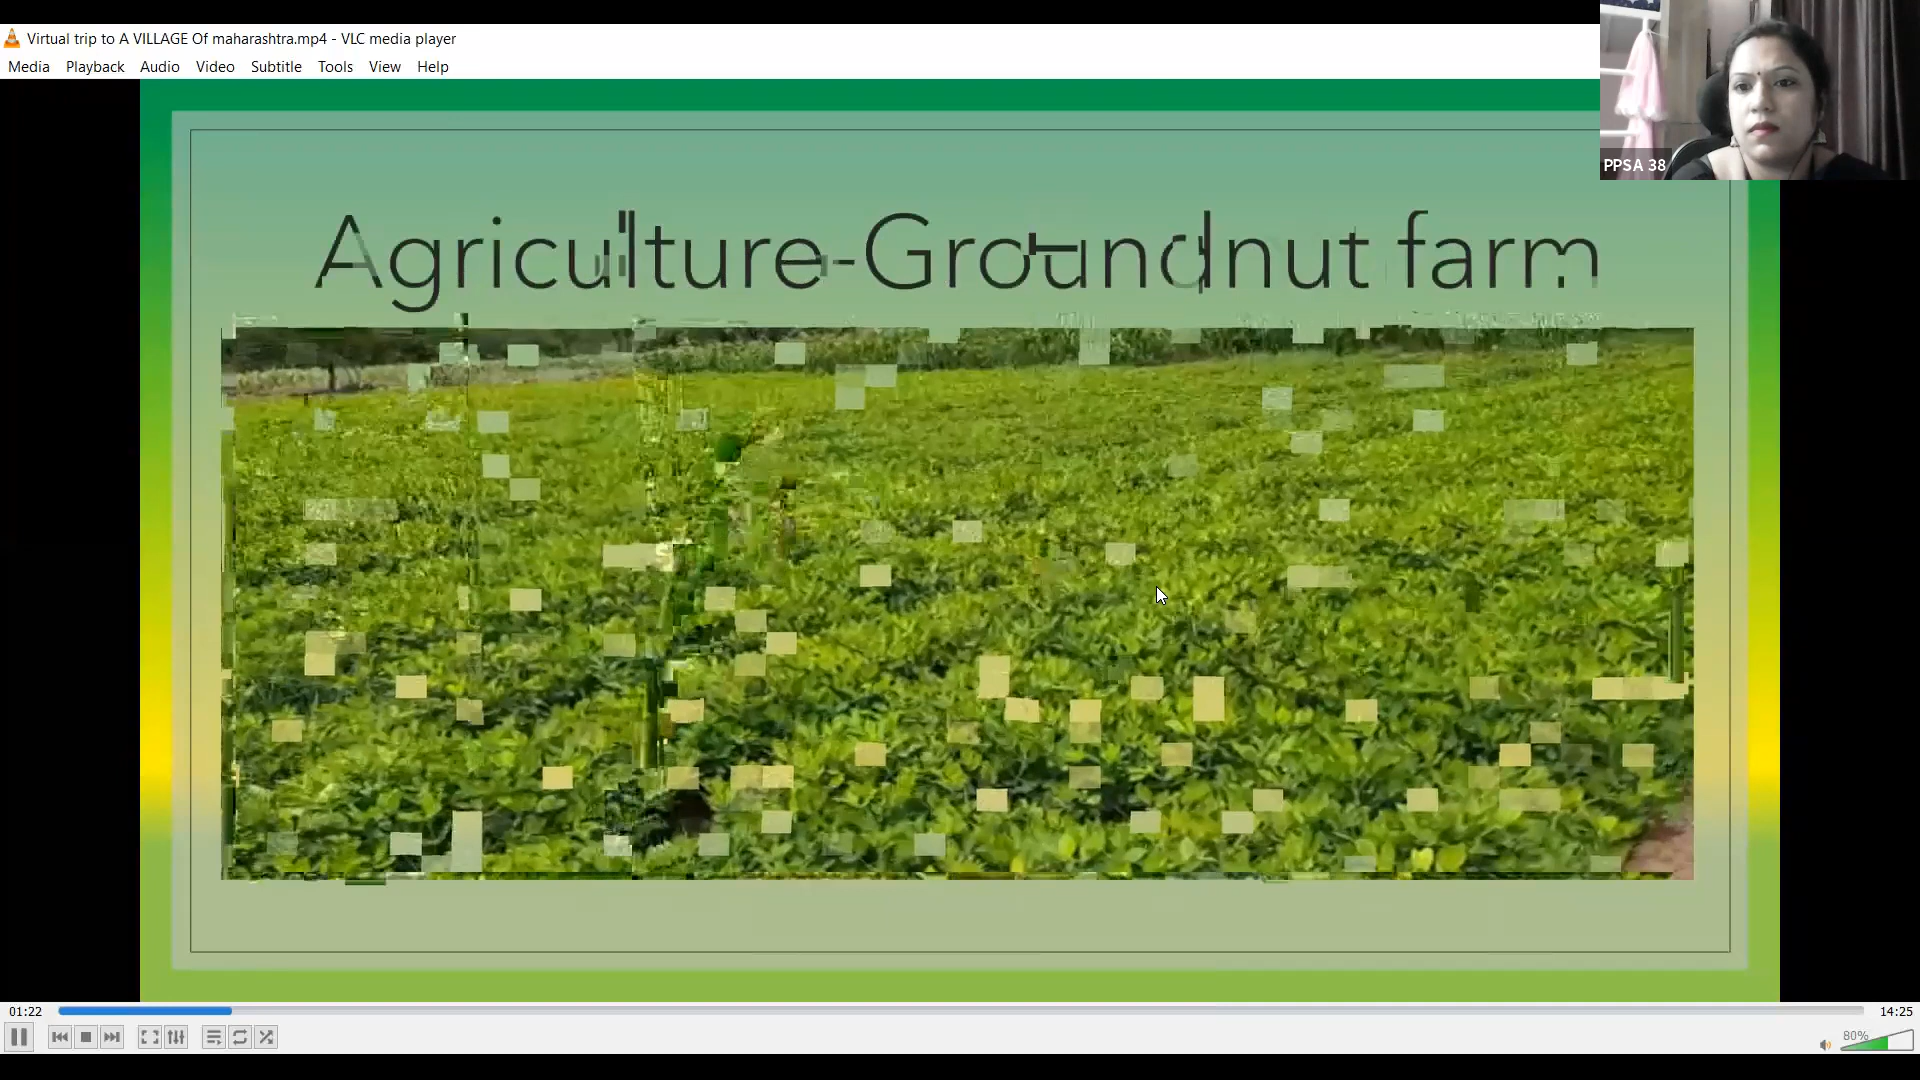 Virtual trip to A VILLAGE Of maharashtra.mp4 - VLC media player
Media Playback Audio Video Subtitle Tools View Help
PPSA 38
Agriculture-Groundnut farm
01:22
14:25
80%